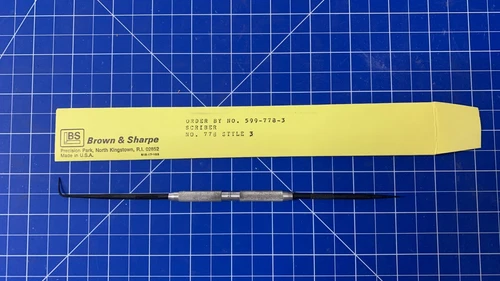 BS
Brown & Sharpe
Precision Park, North Kingstown, R.I. 02852
Made in U.S.A.
ORDER BY NO. 599-778-3
SCRIBER
NO. 778 STYLE 3